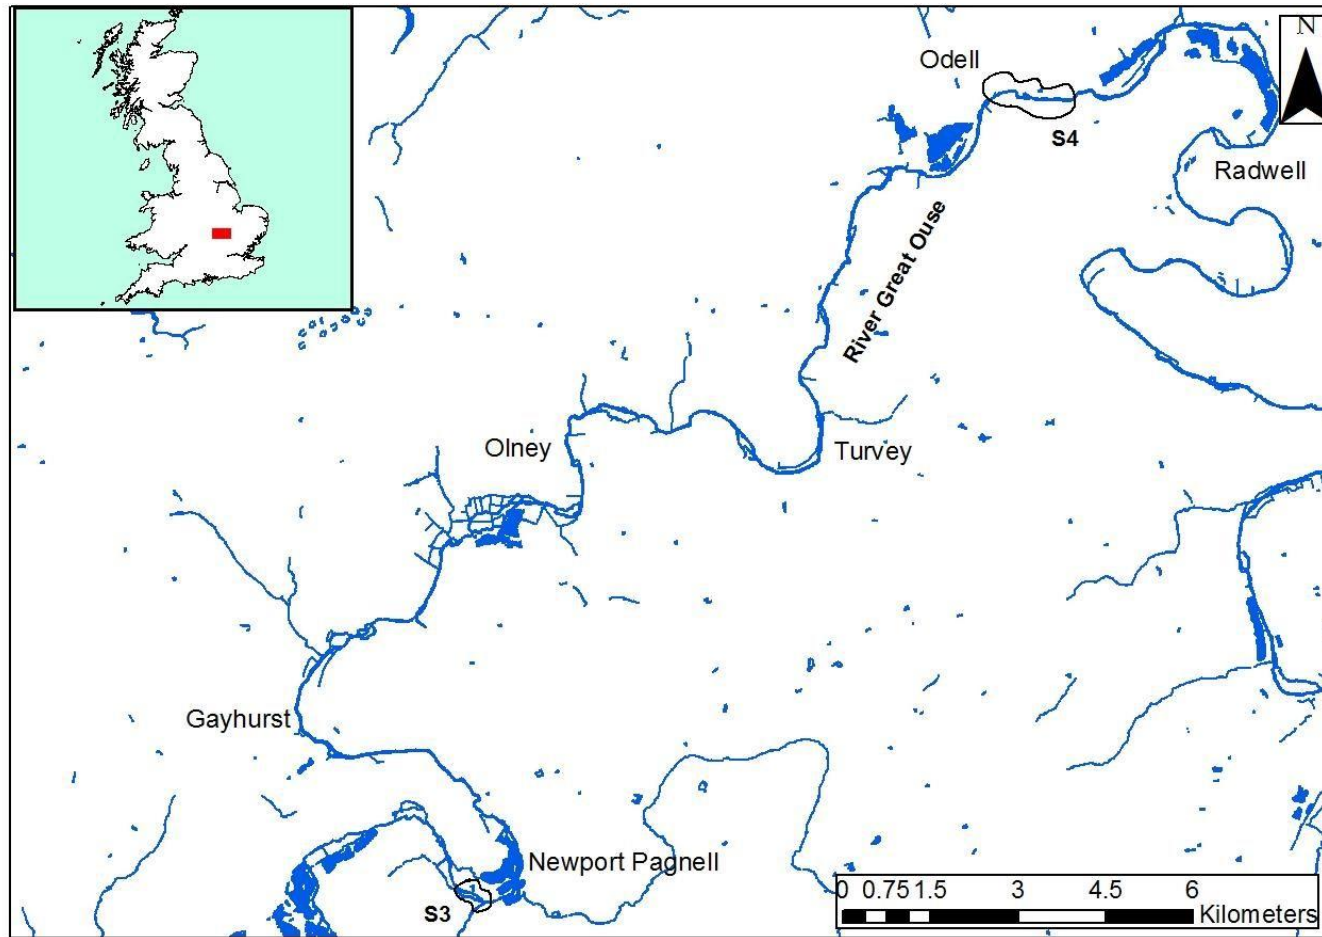 N
Odell
S4
Radwell
River Great Ouse
Olney
Turvey
Gayhurst
Newport Pagnell
S3
0 0.75 1.5 3 4.5 6
Kilometers